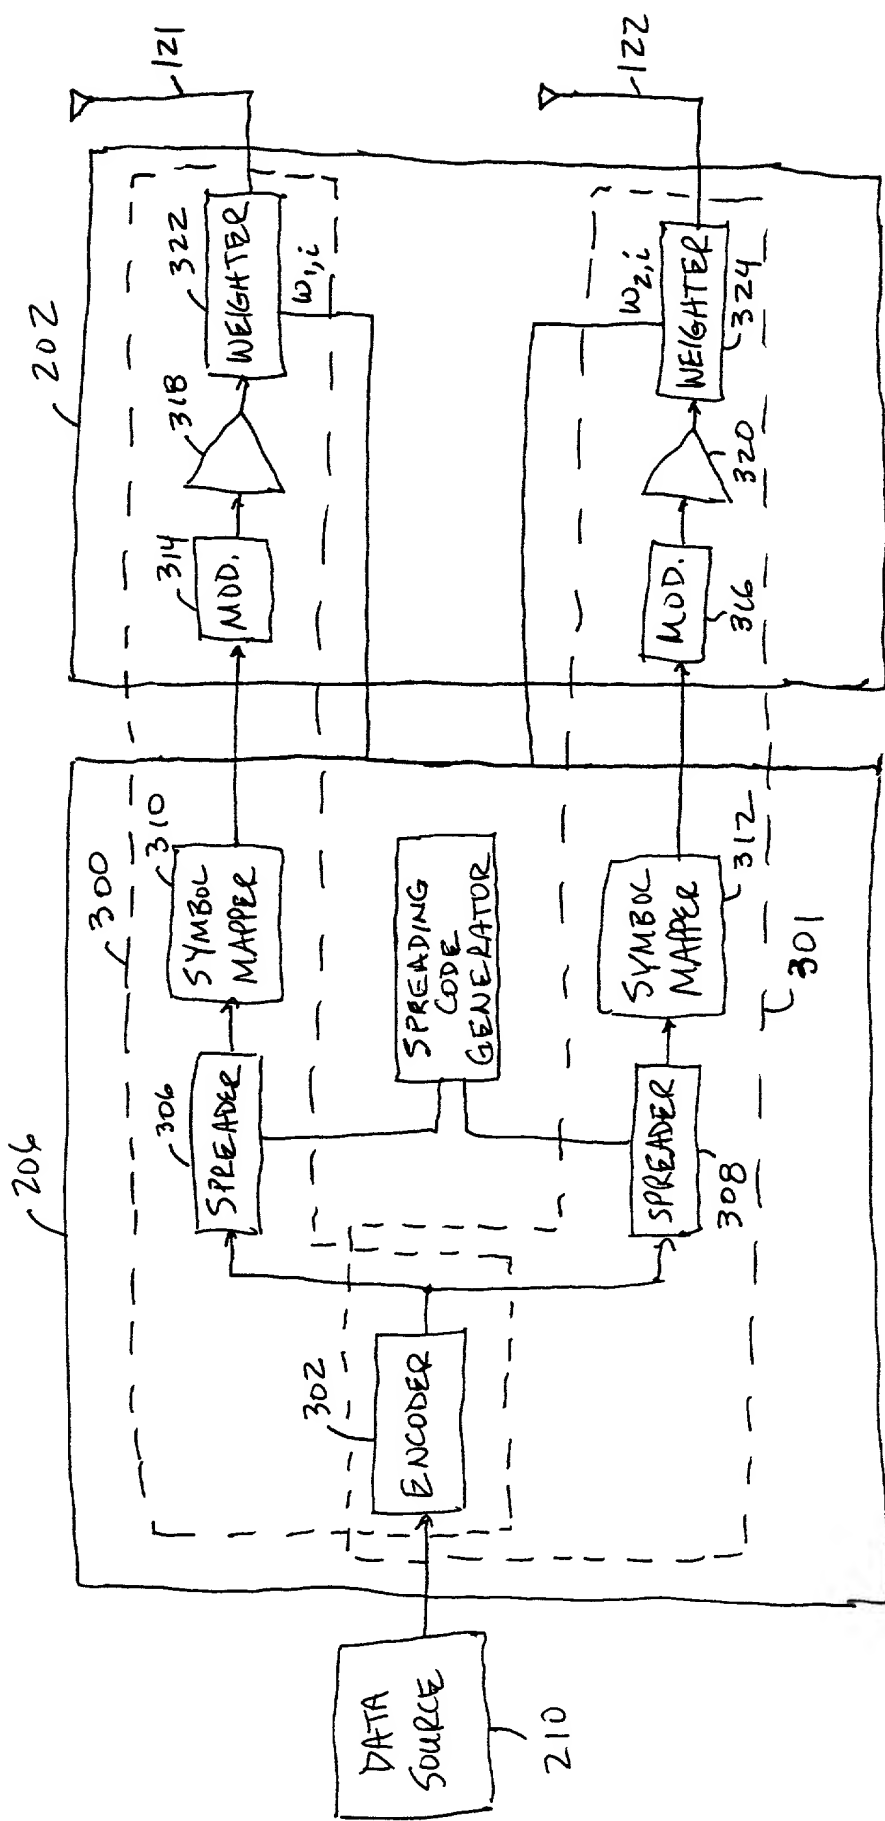 206
202
300
301
DATA
SOURCE
210
302
ENCODER
306
SPREADER
310
SYMBOL
MAPPER
314
MOD.
318
322
WEIGHTER
W1,i
121
SPREADING
CODE
GENERATOR
SPREADER
308
SYMBOL
MAPPER
312
MOD.
316
320
WEIGHTER
324
W2,i
122